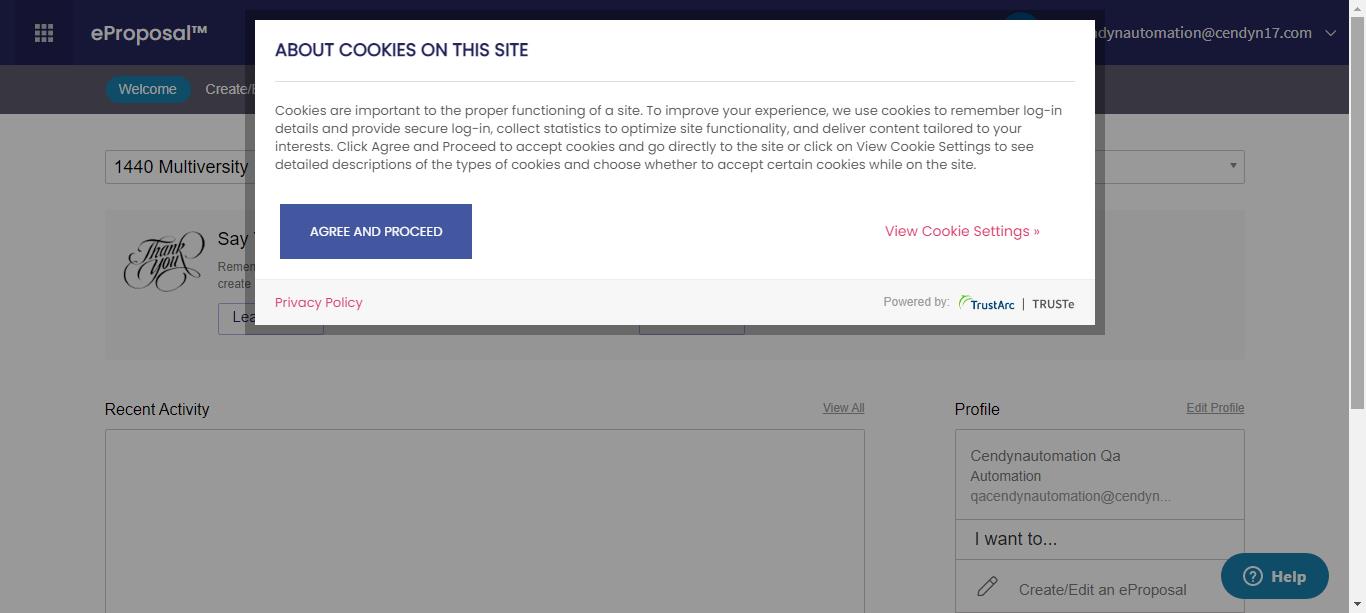 eProposal™
ABOUT COOKIES ON THIS SITE
dynautomation@cendyn17.com
Welcome
Create/
Cookies are important to the proper functioning of a site. To improve your experience, we use cookies to remember log-in
details and provide secure log-in, collect statistics to optimize site functionality, and deliver content tailored to your
interests. Click Agree and Proceed to accept cookies and go directly to the site or click on View Cookie Settings to see
detailed descriptions of the types of cookies and choose whether to accept certain cookies while on the site.
1440 Multiversity
AGREE AND PROCEED
View Cookie Settings »
Thank You
Say
create
Privacy Policy
Powered by: TrustArc | TRUSTe
Recent Activity
View All
Profile
Edit Profile
Cendynautomation Qa
Automation
qacendynautomation@cendyn...
I want to...
Create/Edit an eProposal
Help